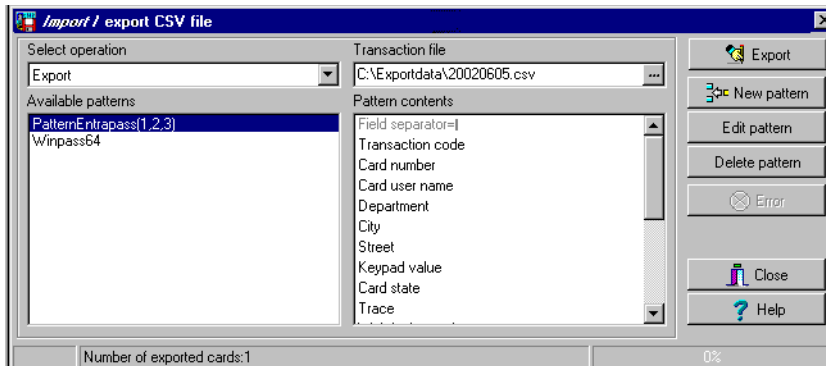 Import / export CSV file
Select operation
Export
Transaction file
C:\Exportdata\20020605.csv
...
Available patterns
PatternEntrapass(1,2,3)
Winpass64
Pattern contents
Field separator=|
Transaction code
Card number
Card user name
Department
City
Street
Keypad value
Card state
Trace
Export
New pattern
Edit pattern
Delete pattern
Error
Close
Help
Number of exported cards:1
0%